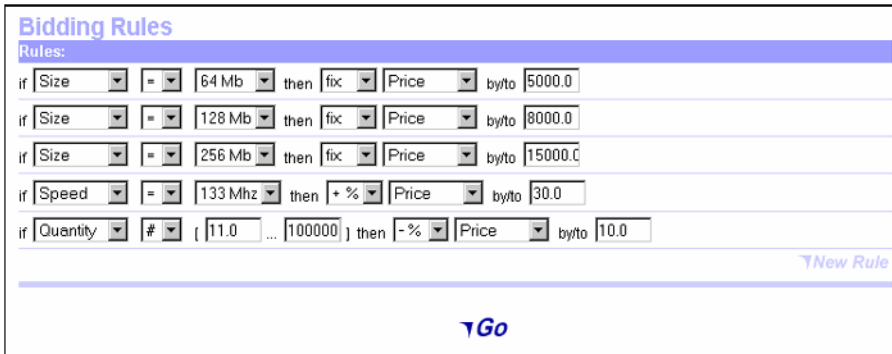 Bidding Rules
Rules:
if Size = 64 Mb then fix Price by/to 5000.0
if Size = 128 Mb then fix Price by/to 8000.0
if Size = 256 Mb then fix Price by/to 15000.0
if Speed = 133 Mhz then + % Price by/to 30.0
if Quantity # [ 11.0 ... 100000 ] then - % Price by/to 10.0
New Rule
Go